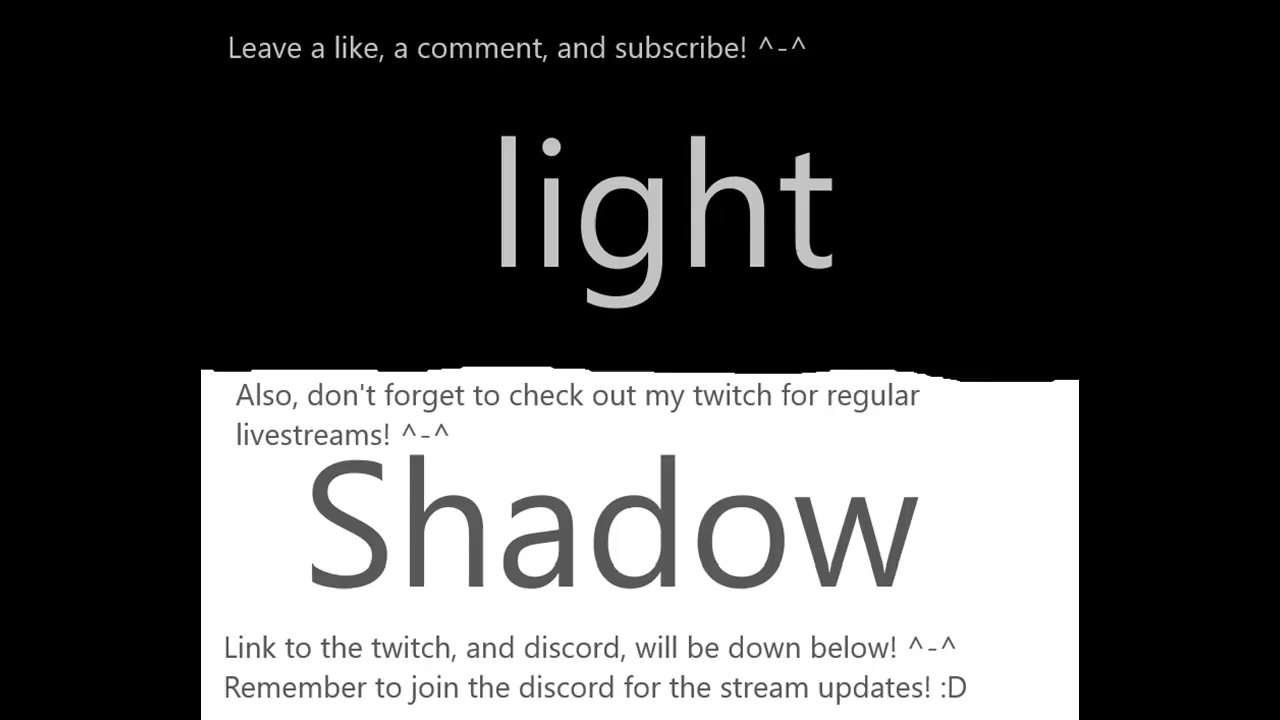 Leave a like, a comment, and subscribe! ^-^
light
Also, don't forget to check out my twitch for regular
livestreams! ^-^
Shadow
Link to the twitch, and discord, will be down below! ^-^
Remember to join the discord for the stream updates! :D